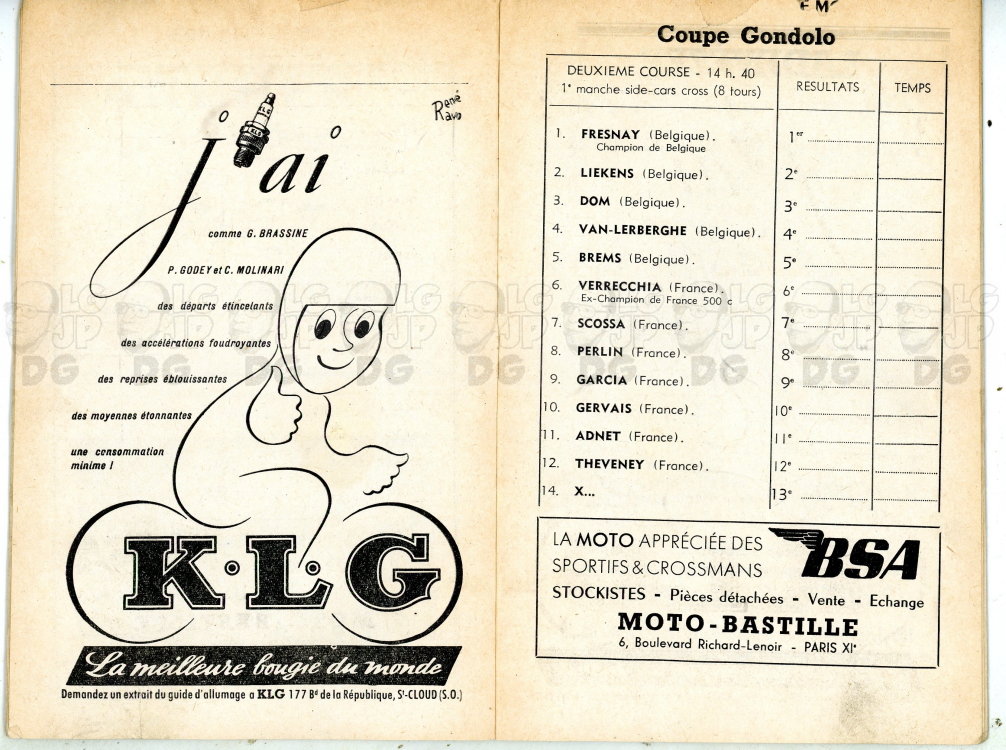 j'ai
René
Ravo
comme G. BRASSINE
P. GODEY et C. MOLINARI
des départs étincelants
des accélérations foudroyantes
des reprises éblouissantes
des moyennes étonnantes
une consommation
minime !
K.L.G
La meilleure bougie du monde
Demandez un extrait du guide d'allumage a KLG 177 Bd de la République, St-CLOUD (S.O.)
Coupe Gondolo
DEUXIEME COURSE - 14 h. 40
1e manche side-cars cross (8 tours)
RESULTATS
TEMPS
1. FRESNAY (Belgique). 1er
Champion de Belgique
2. LIEKENS (Belgique). 2e
3. DOM (Belgique). 3e
4. VAN-LERBERGHE (Belgique). 4e
5. BREMS (Belgique). 5e
6. VERRECCHIA (France). 6e
Ex-Champion de France 500 c
7. SCOSSA (France). 7e
8. PERLIN (France). 8e
9. GARCIA (France). 9e
10. GERVAIS (France). 10e
11. ADNET (France). 11e
12. THEVENEY (France). 12e
14. X... 13e
LA MOTO APPRÉCIÉE DES
SPORTIFS & CROSSMANS
BSA
STOCKISTES - Pièces détachées - Vente - Echange
MOTO-BASTILLE
6, Boulevard Richard-Lenoir - PARIS XIe